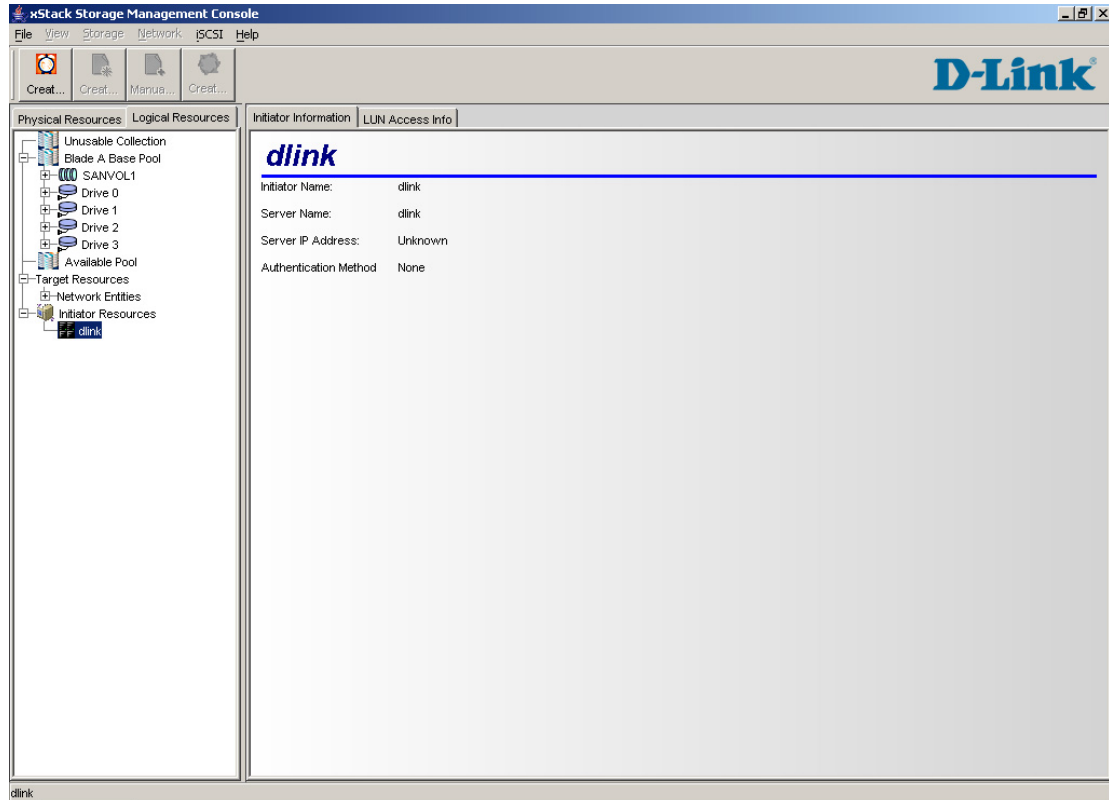 xStack Storage Management Console
File View Storage Network iSCSI Help
Creat... Creat... Manua... Creat...
D-Link®
Physical Resources Logical Resources
Initiator Information LUN Access Info
Unusable Collection
Blade A Base Pool
SANVOL1
Drive 0
Drive 1
Drive 2
Drive 3
Available Pool
Target Resources
Network Entities
Initiator Resources
dlink
dlink
Initiator Name: dlink
Server Name: dlink
Server IP Address: Unknown
Authentication Method None
dlink